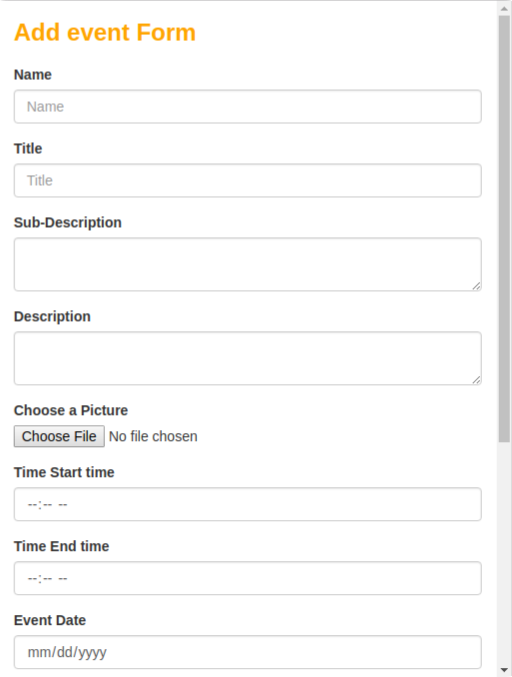 Add event Form
Name
Name
Title
Title
Sub-Description
Description
Choose a Picture
Choose File No file chosen
Time Start time
--:-- --
Time End time
--:-- --
Event Date
mm/dd/yyyy